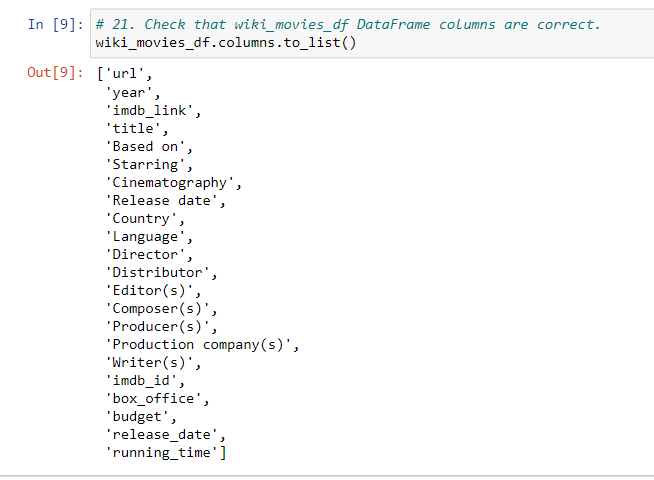 In [9]: # 21. Check that wiki_movies_df DataFrame columns are correct.
wiki_movies_df.columns.to_list()
Out[9]: ['url',
'year',
'imdb_link',
'title',
'Based on',
'Starring',
'Cinematography',
'Release date',
'Country',
'Language',
'Director',
'Distributor',
'Editor(s)',
'Composer(s)',
'Producer(s)',
'Production company(s)',
'Writer(s)',
'imdb_id',
'box_office',
'budget',
'release_date',
'running_time']